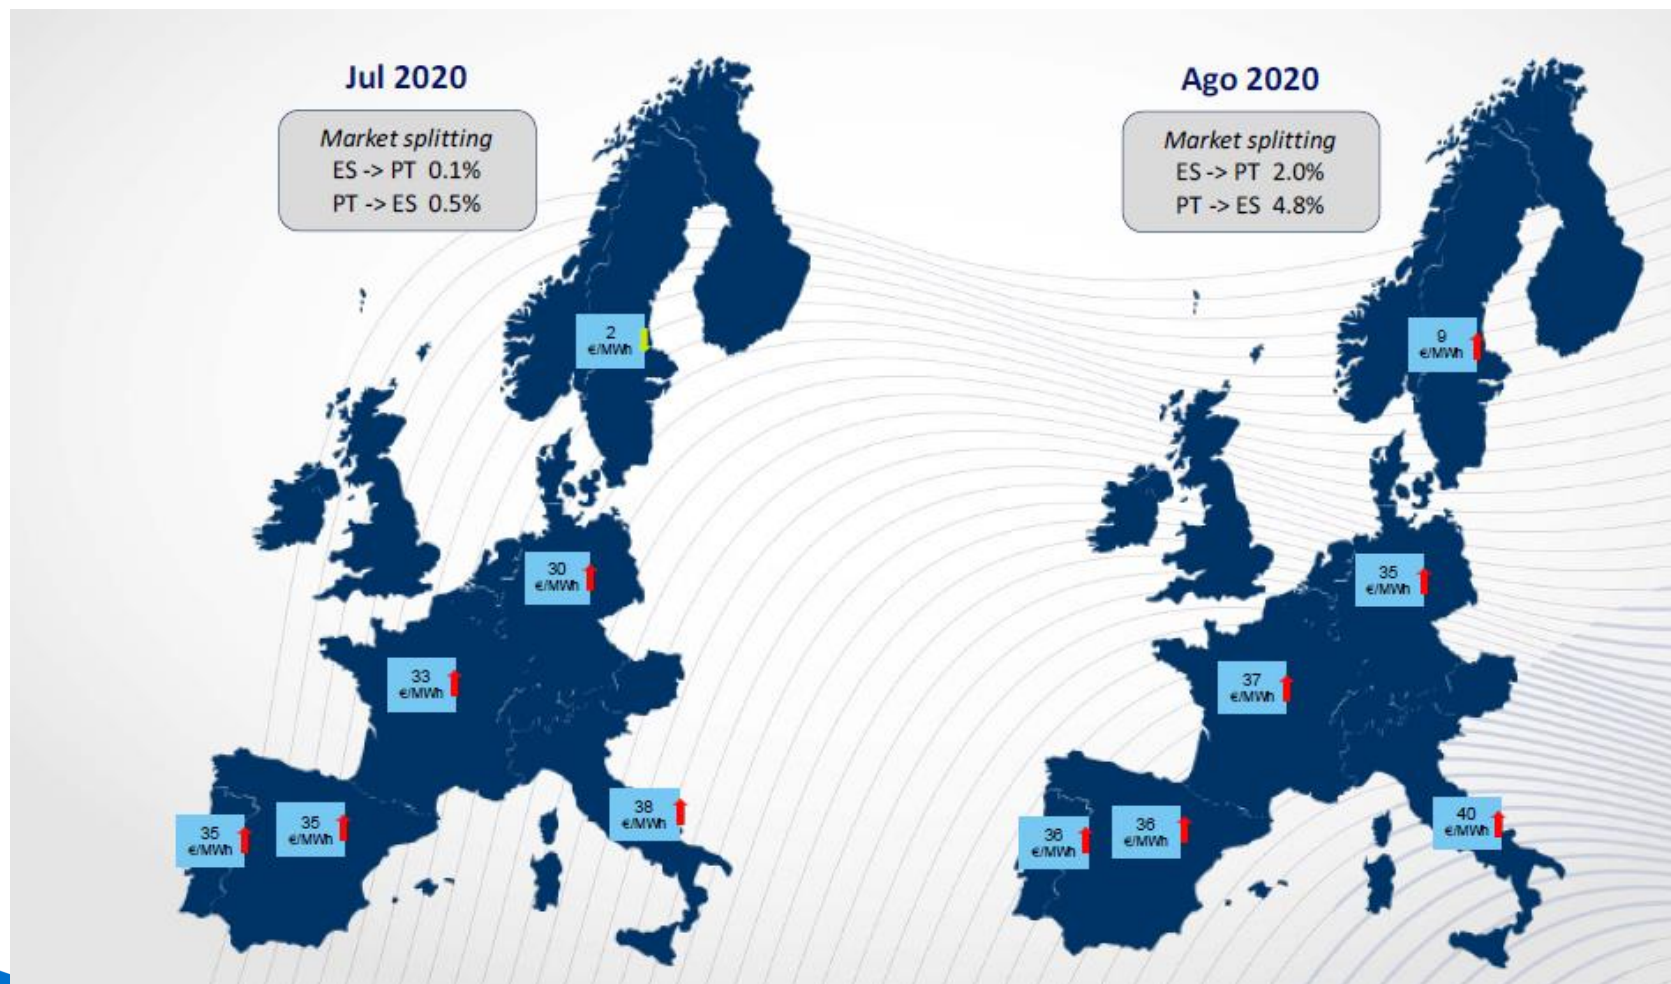 Jul 2020
Market splitting
ES -> PT 0.1%
PT -> ES 0.5%
2
€/MWh
30
€/MWh
33
€/MWh
38
€/MWh
35
€/MWh
35
€/MWh
Ago 2020
Market splitting
ES -> PT 2.0%
PT -> ES 4.8%
9
€/MWh
35
€/MWh
37
€/MWh
40
€/MWh
36
€/MWh
36
€/MWh